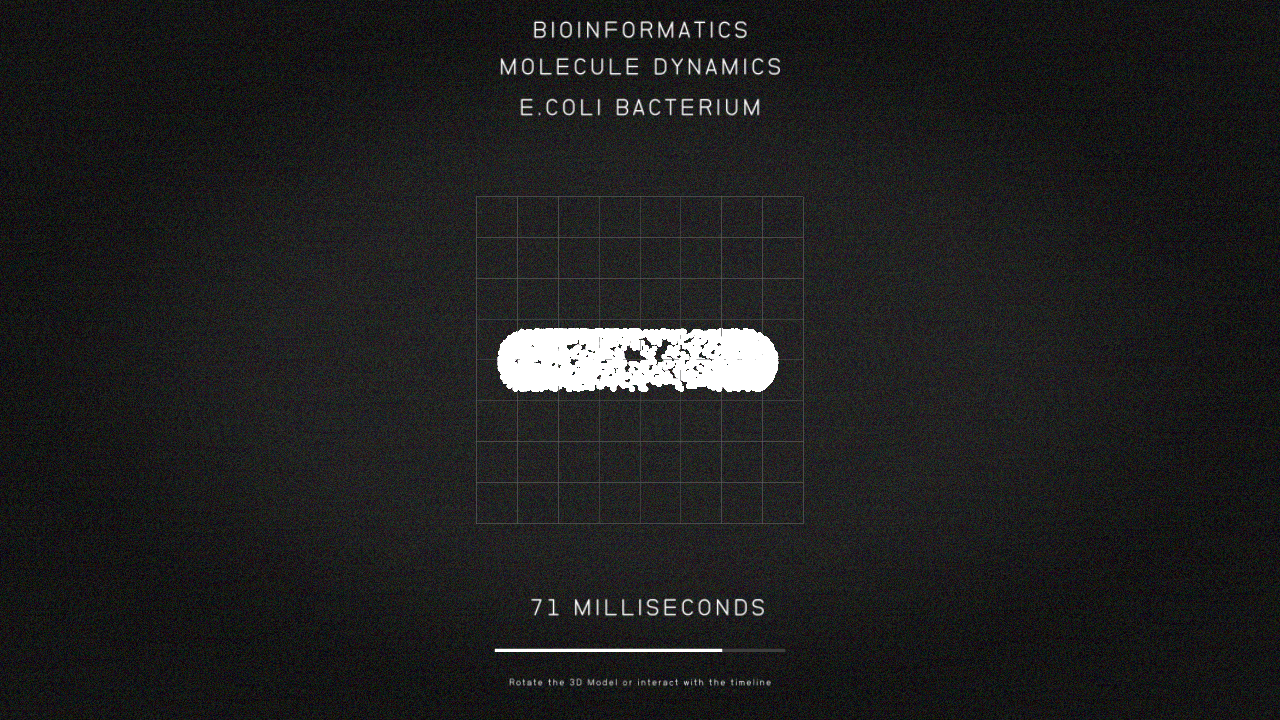 BIOINFORMATICS
MOLECULE DYNAMICS
E.COLI BACTERIUM
71 MILLISECONDS
Rotate the 3D Model or interact with the timeline